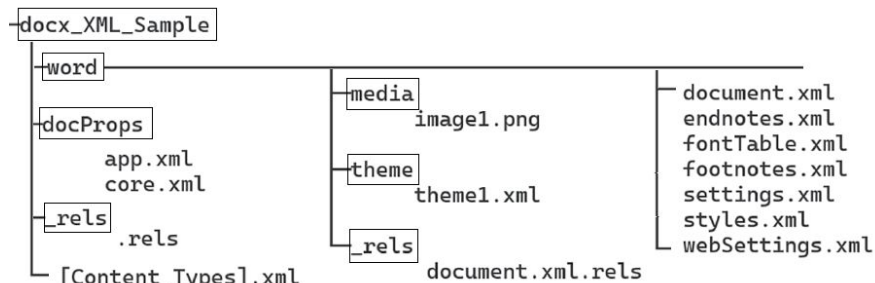 docx_XML_Sample
word
docProps
app.xml
core.xml
_rels
.rels
[Content_Types].xml
media
image1.png
theme
theme1.xml
_rels
document.xml.rels
document.xml
endnotes.xml
fontTable.xml
footnotes.xml
settings.xml
styles.xml
webSettings.xml